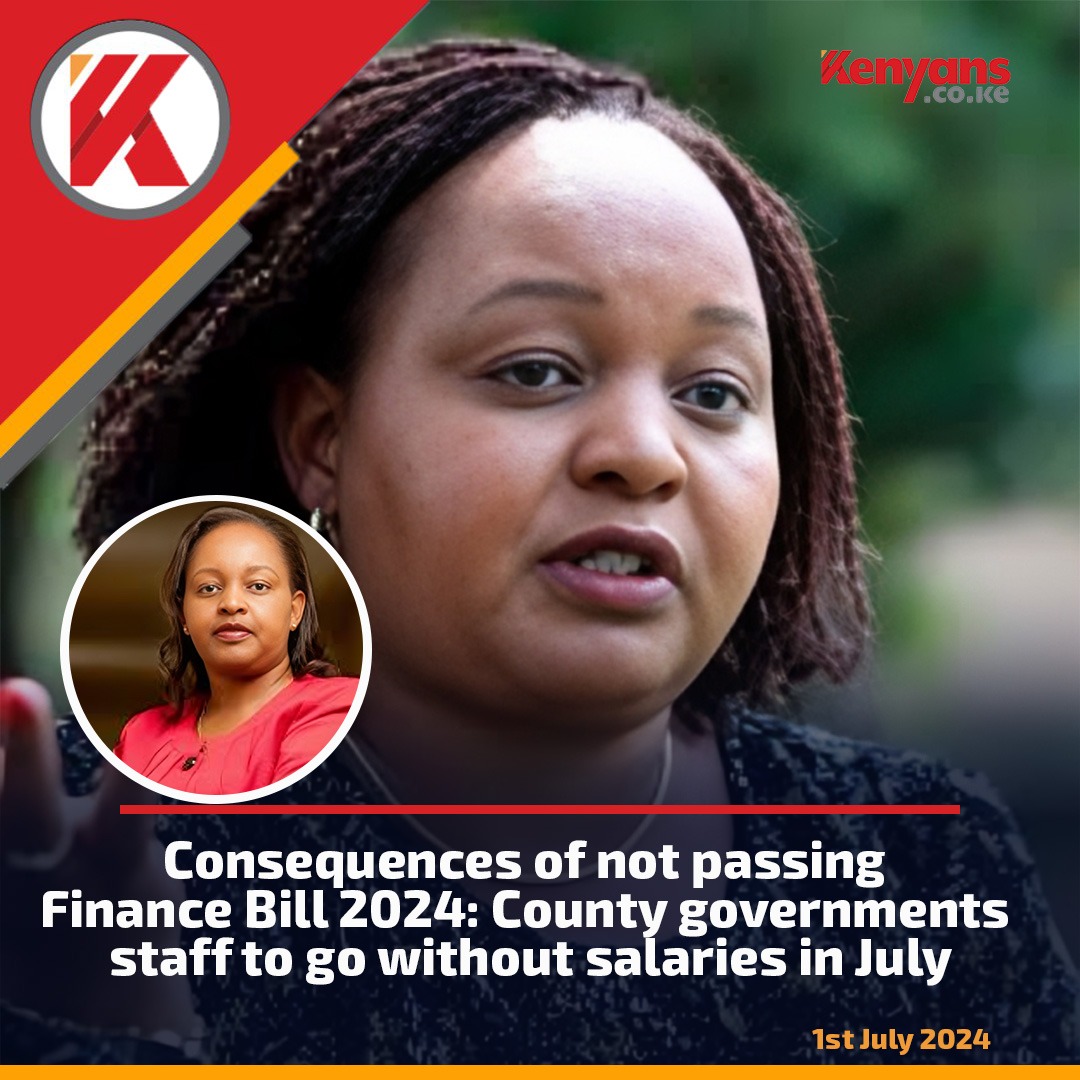 K
Kenyans
.co.ke
Consequences of not passing
Finance Bill 2024: County governments
staff to go without salaries in July
1st July 2024